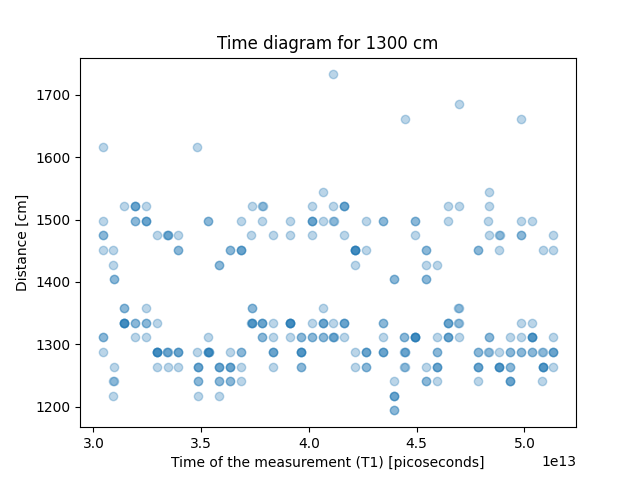 Time diagram for 1300 cm
1700
1600
1500
1400
1300
1200
Distance [cm]
3.0 3.5 4.0 4.5 5.0
1e13
Time of the measurement (T1) [picoseconds]